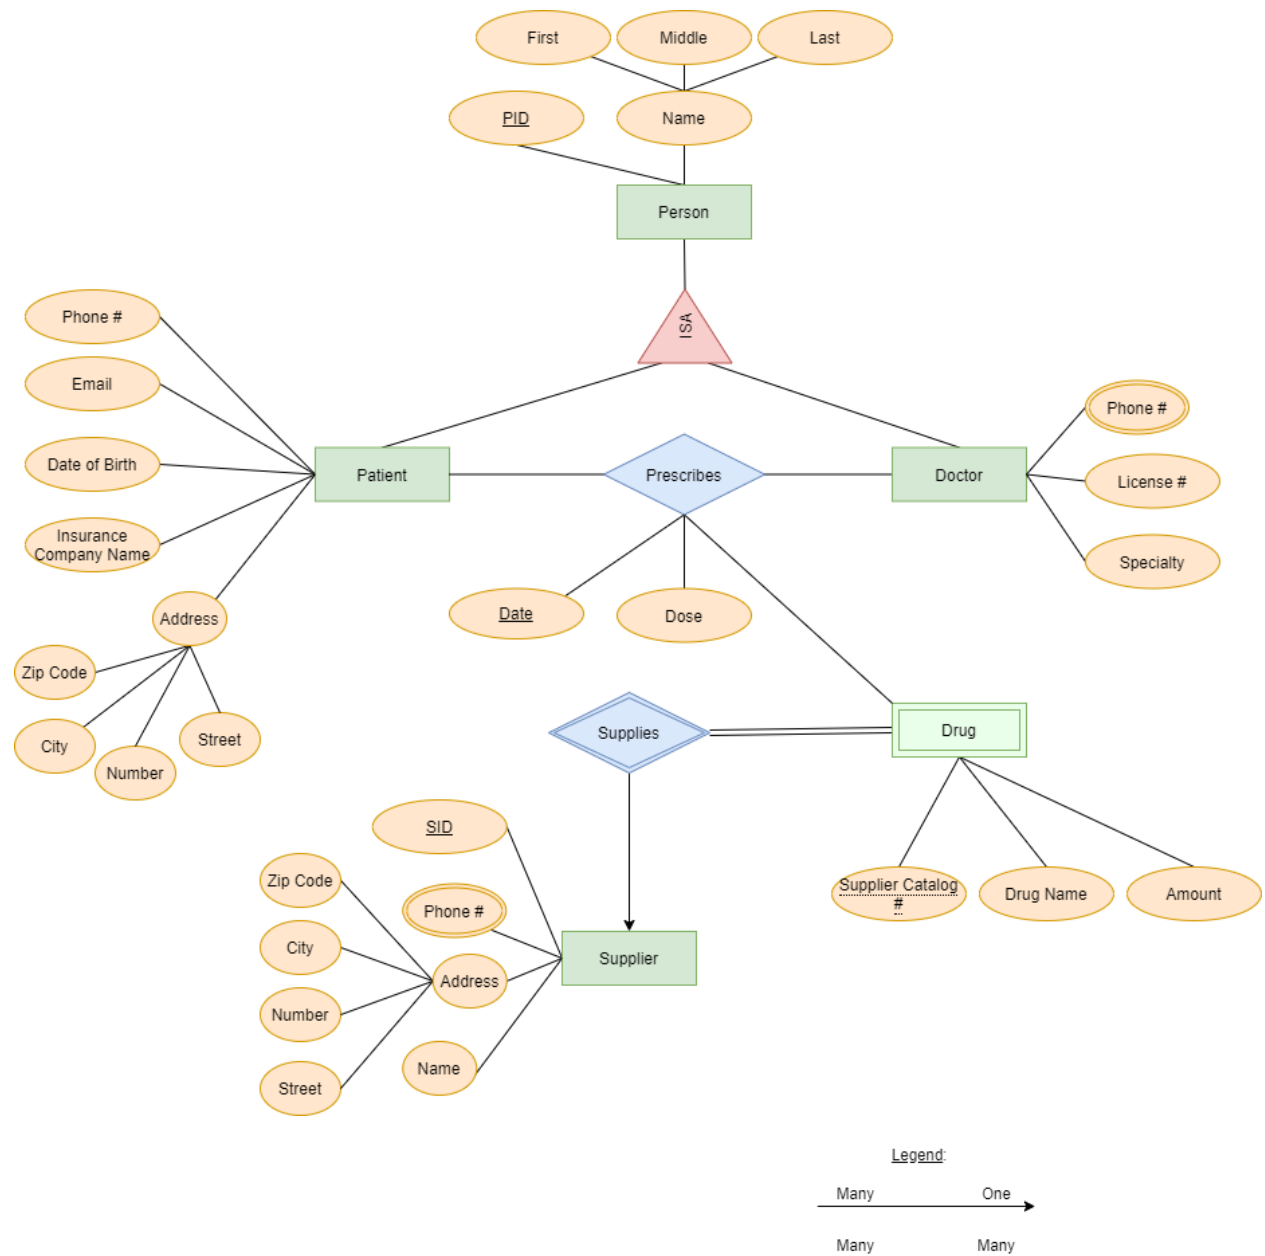 First
Middle
Last
PID
Name
Person
ISA
Phone #
Email
Date of Birth
Insurance
Company Name
Address
Zip Code
City
Number
Street
Patient
Prescribes
Doctor
Phone #
License #
Specialty
Date
Dose
Supplies
Drug
Supplier Catalog
#
Drug Name
Amount
SID
Phone #
Address
Name
Zip Code
City
Number
Street
Supplier
Legend:
Many One
Many Many